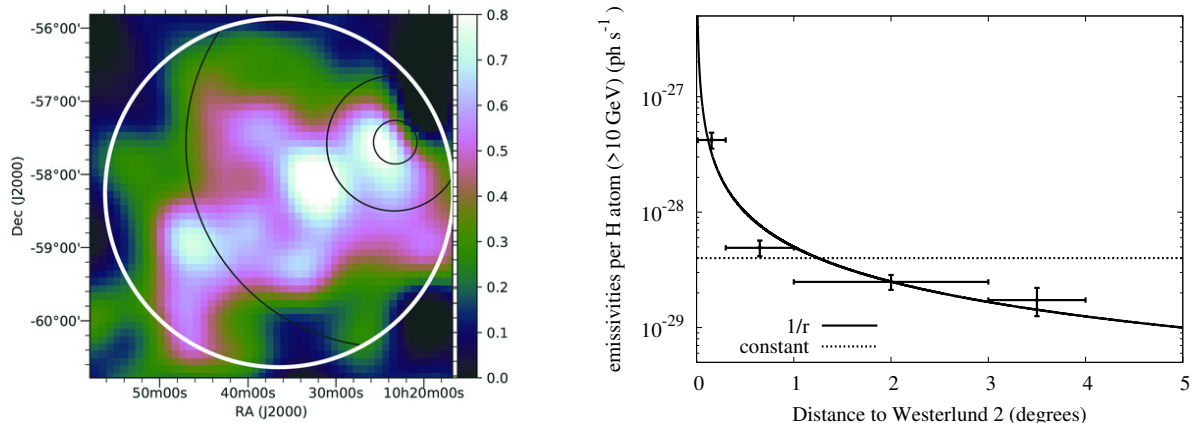 -56°00'
-57°00'
-58°00'
-59°00'
-60°00'
Dec (J2000)
50m00s 40m00s 30m00s 10h20m00s
RA (J2000)
0.8
0.7
0.6
0.5
0.4
0.3
0.2
0.1
0.0
emissivities per H atom (>10 GeV) (ph s⁻¹)
10⁻²⁷
10⁻²⁸
10⁻²⁹
1/r
constant
0 1 2 3 4 5
Distance to Westerlund 2 (degrees)